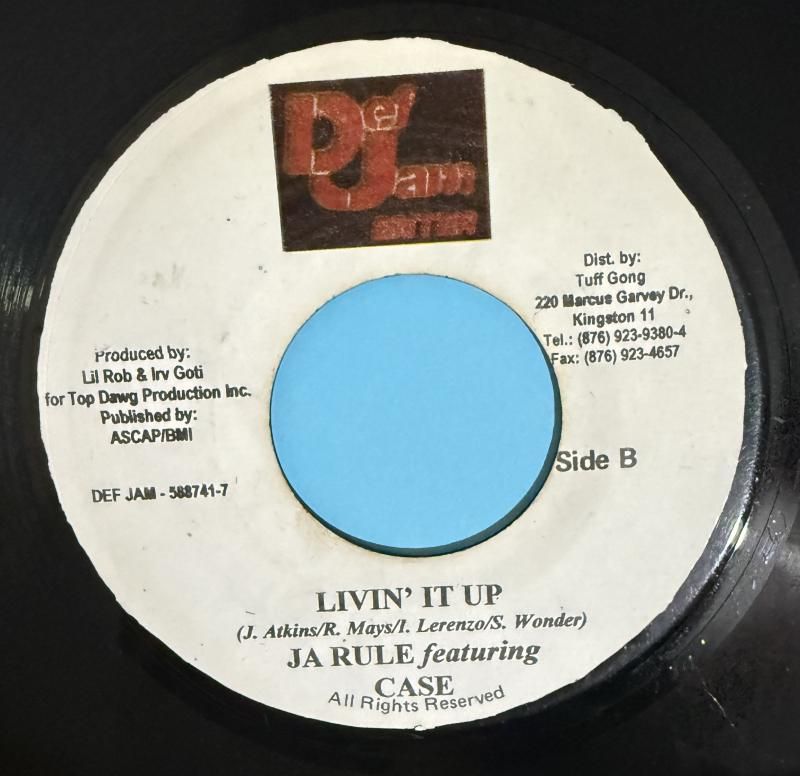 Def
Jam
Dist. by:
Tuff Gong
220 Marcus Garvey Dr.,
Kingston 11
Tel.: (876) 923-9380-4
Fax: (876) 923-4657
Produced by:
Lil Rob & Irv Goti
for Top Dawg Production Inc.
Published by:
ASCAP/BMI
DEF JAM - 588741-7
Side B
LIVIN' IT UP
(J. Atkins/R. Mays/I. Lerenzo/S. Wonder)
JA RULE featuring
CASE
All Rights Reserved